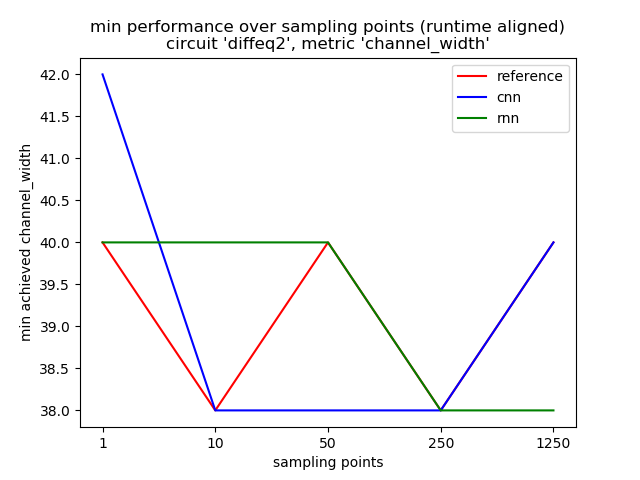 min performance over sampling points (runtime aligned)
circuit 'diffeq2', metric 'channel_width'
reference
cnn
rnn
min achieved channel_width
42.0
41.5
41.0
40.5
40.0
39.5
39.0
38.5
38.0
1
10
50
250
1250
sampling points